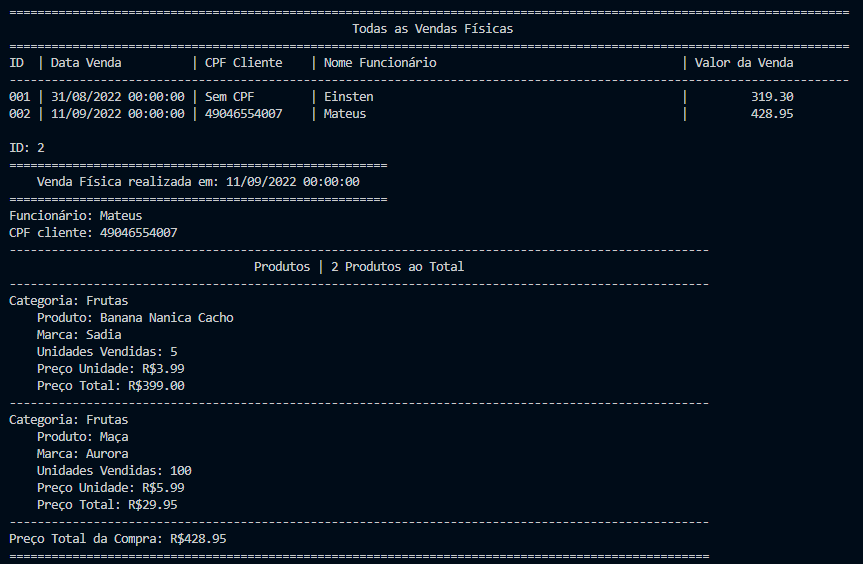 ========================================================================================================================
Todas as Vendas Físicas
========================================================================================================================
ID  | Data Venda          | CPF Cliente    | Nome Funcionário                                   | Valor da Venda
------------------------------------------------------------------------------------------------------------------------
001 | 31/08/2022 00:00:00 | Sem CPF        | Einsten                                            |         319.30
002 | 11/09/2022 00:00:00 | 49046554007    | Mateus                                             |         428.95
ID: 2
======================================================
Venda Física realizada em: 11/09/2022 00:00:00
======================================================
Funcionário: Mateus
CPF cliente: 49046554007
----------------------------------------------------------------------------------------------------
Produtos | 2 Produtos ao Total
----------------------------------------------------------------------------------------------------
Categoria: Frutas
Produto: Banana Nanica Cacho
Marca: Sadia
Unidades Vendidas: 5
Preço Unidade: R$3.99
Preço Total: R$399.00
----------------------------------------------------------------------------------------------------
Categoria: Frutas
Produto: Maça
Marca: Aurora
Unidades Vendidas: 100
Preço Unidade: R$5.99
Preço Total: R$29.95
----------------------------------------------------------------------------------------------------
Preço Total da Compra: R$428.95
====================================================================================================